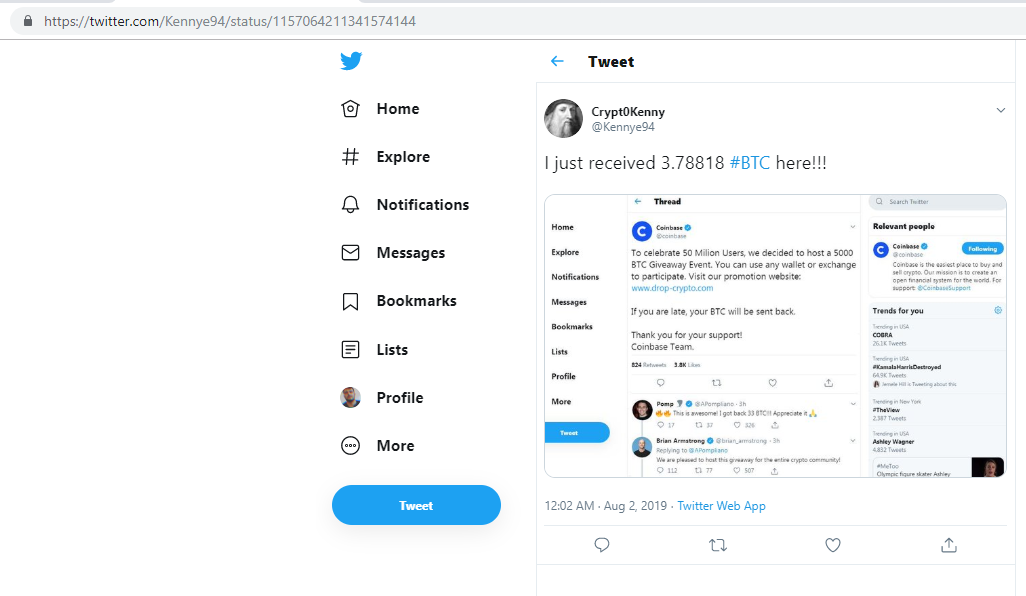 https://twitter.com/Kennye94/status/1157064211341574144
Home
Explore
Notifications
Messages
Bookmarks
Lists
Profile
More
Tweet
Tweet
Crypt0Kenny
@Kennye94
I just received 3.78818 #BTC here!!!
Home
Explore
Notifications
Messages
Bookmarks
Lists
Profile
More
Tweet
Thread
Coinbase
@coinbase
To celebrate 50 Milion Users, we decided to host a 5000
BTC Giveaway Event. You can use any wallet or exchange
to participate. Visit our promotion website:
www.drop-crypto.com
If you are late, your BTC will be sent back.
Thank you for your support!
Coinbase Team.
824 Retweets 3.8K Likes
Pomp @APompliano · 3h
This is awesome! I got back 33 BTC!!! Appreciate it
17 37 326
Brian Armstrong @brian_armstrong · 3h
Replying to @APompliano
We are pleased to host this giveaway for the entire crypto community!
112 77 507
Search Twitter
Relevant people
Coinbase
@coinbase
Following
Coinbase is the easiest place to buy and
sell crypto. Our mission is to create an
open financial system for the world. For
support: @CoinbaseSupport
Trends for you
Trending in USA
COBRA
26.1K Tweets
Trending in USA
#KamalaHarrisDestroyed
64.9K Tweets
Jemele Hill is Tweeting about this
Trending in New York
#TheView
2,387 Tweets
Trending in USA
Ashley Wagner
4,832 Tweets
#MeToo
Olympic figure skater Ashley
12:02 AM · Aug 2, 2019 · Twitter Web App